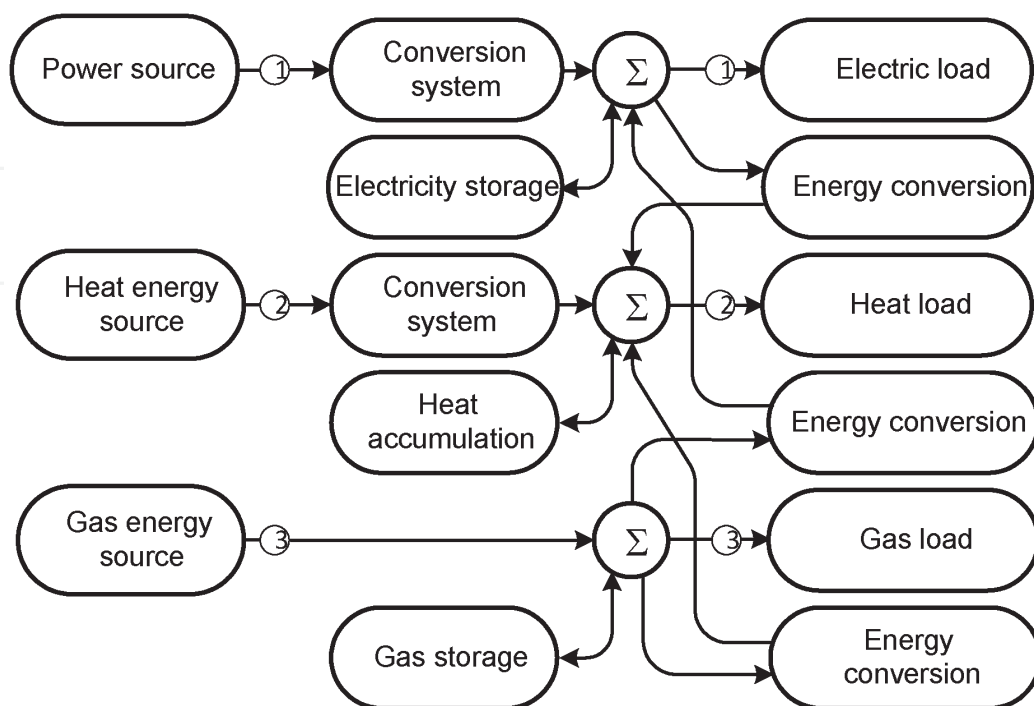 Power source
1
Conversion
system
Σ
1
Electric load
Electricity storage
Energy conversion
Heat energy
source
2
Conversion
system
Σ
2
Heat load
Heat
accumulation
Energy conversion
Gas energy
source
3
Σ
3
Gas load
Gas storage
Energy
conversion